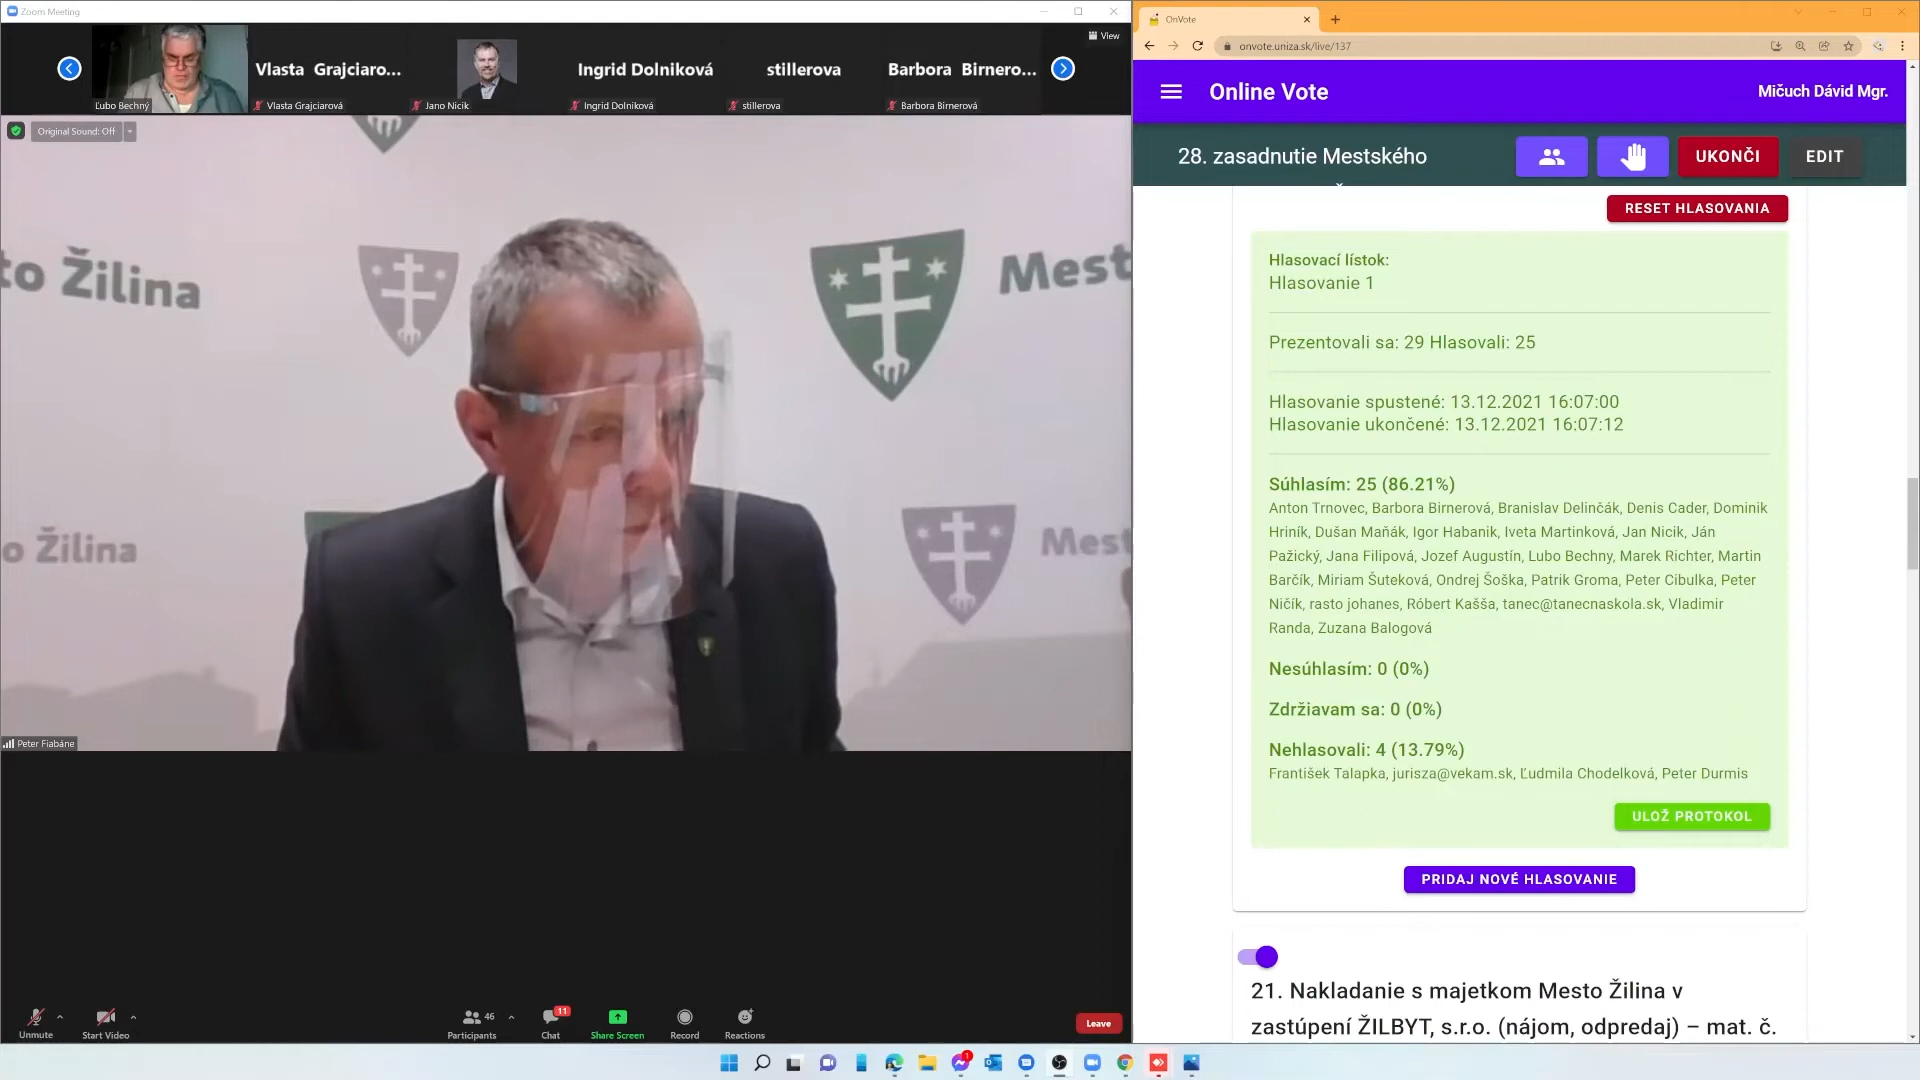 Zoom Meeting
View
Vlasta Grajciaro...
Ingrid Dolniková
stillerova
Barbora Birnero...
Ľubo Bechný
Vlasta Grajciarová
Jano Nicik
Ingrid Dolniková
stillerova
Barbora Birnerová
Original Sound: Off
to Žilina
Mest
o Žilina
Mest
Peter Fiabáne
Unmute
Start Video
46
Participants
11
Chat
Share Screen
Record
Reactions
Leave
OnVote
onvote.uniza.sk/live/137
Online Vote
Mičuch Dávid Mgr.
28. zasadnutie Mestského
UKONČI
EDIT
RESET HLASOVANIA
Hlasovací lístok:
Hlasovanie 1
Prezentovali sa: 29 Hlasovali: 25
Hlasovanie spustené: 13.12.2021 16:07:00
Hlasovanie ukončené: 13.12.2021 16:07:12
Súhlasím: 25 (86.21%)
Anton Trnovec, Barbora Birnerová, Branislav Delinčák, Denis Cader, Dominik
Hriník, Dušan Maňák, Igor Habanik, Iveta Martinková, Jan Nicik, Ján
Pažický, Jana Filipová, Jozef Augustín, Lubo Bechny, Marek Richter, Martin
Barčík, Miriam Šuteková, Ondrej Šoška, Patrik Groma, Peter Cibulka, Peter
Ničík, rasto johanes, Róbert Kašša, tanec@tanecnaskola.sk, Vladimir
Randa, Zuzana Balogová
Nesúhlasím: 0 (0%)
Zdržiavam sa: 0 (0%)
Nehlasovali: 4 (13.79%)
František Talapka, jurisza@vekam.sk, Ľudmila Chodelková, Peter Durmis
ULOŽ PROTOKOL
PRIDAJ NOVÉ HLASOVANIE
21. Nakladanie s majetkom Mesto Žilina v
zastúpení ŽILBYT, s.r.o. (nájom, odpredaj) – mat. č.
1